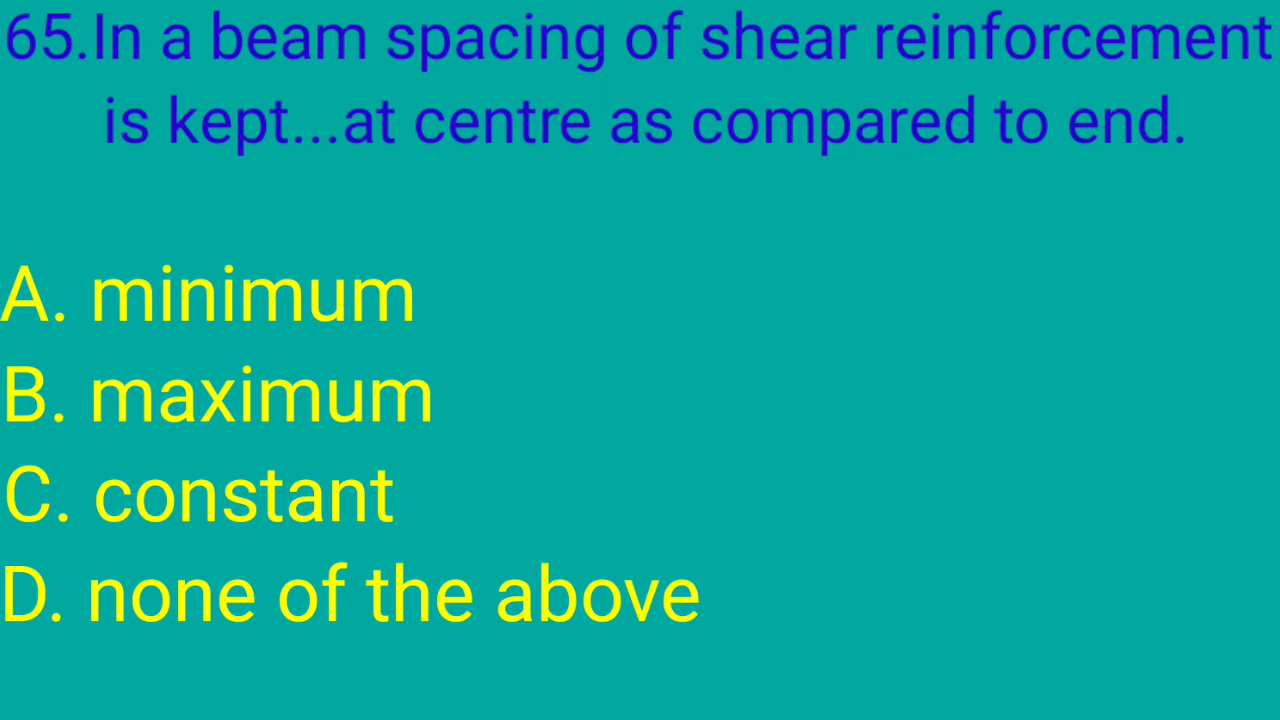 65.In a beam spacing of shear reinforcement
is kept...at centre as compared to end.
A. minimum
B. maximum
C. constant
D. none of the above